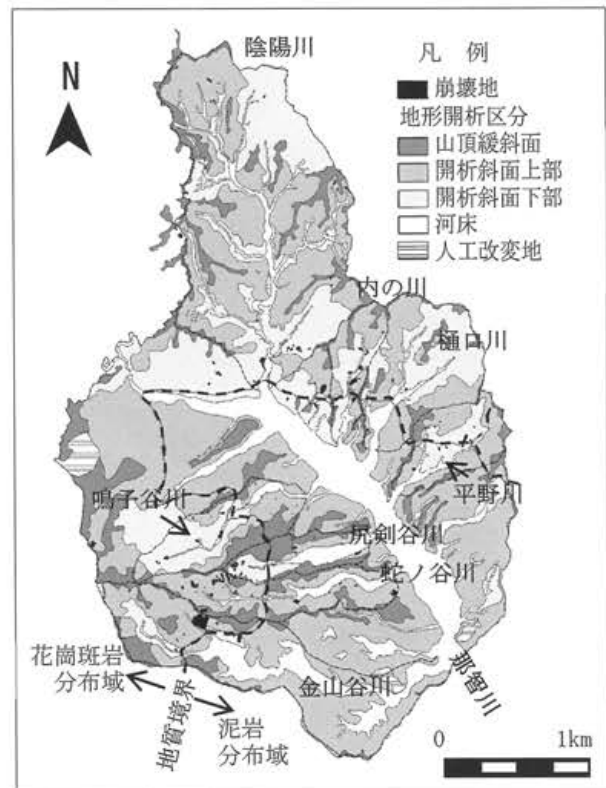 陰陽川
凡 例
N
崩壊地
地形開析区分
山頂緩斜面
開析斜面上部
開析斜面下部
河床
人工改変地
内の川
樋口川
鳴子谷川
平野川
尻剣谷川
蛇ノ谷川
花崗斑岩
分布域
地質境界
泥岩
分布域
金山谷川
那智川
0 1km